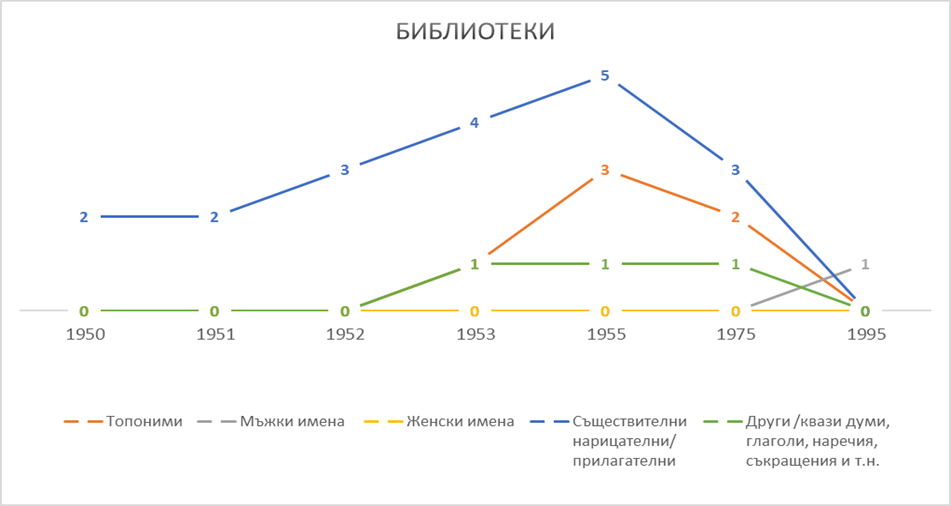 БИБЛИОТЕКИ
5
4
3 3 3
2 2 2
1 1 1 1
0 0 0 0 0 0 0
1950 1951 1952 1953 1955 1975 1995
Топоними Мъжки имена Женски имена Съществителни Други /квази думи,
нарицателни/ глаголи, наречия,
прилагателни съкращения и т.н.